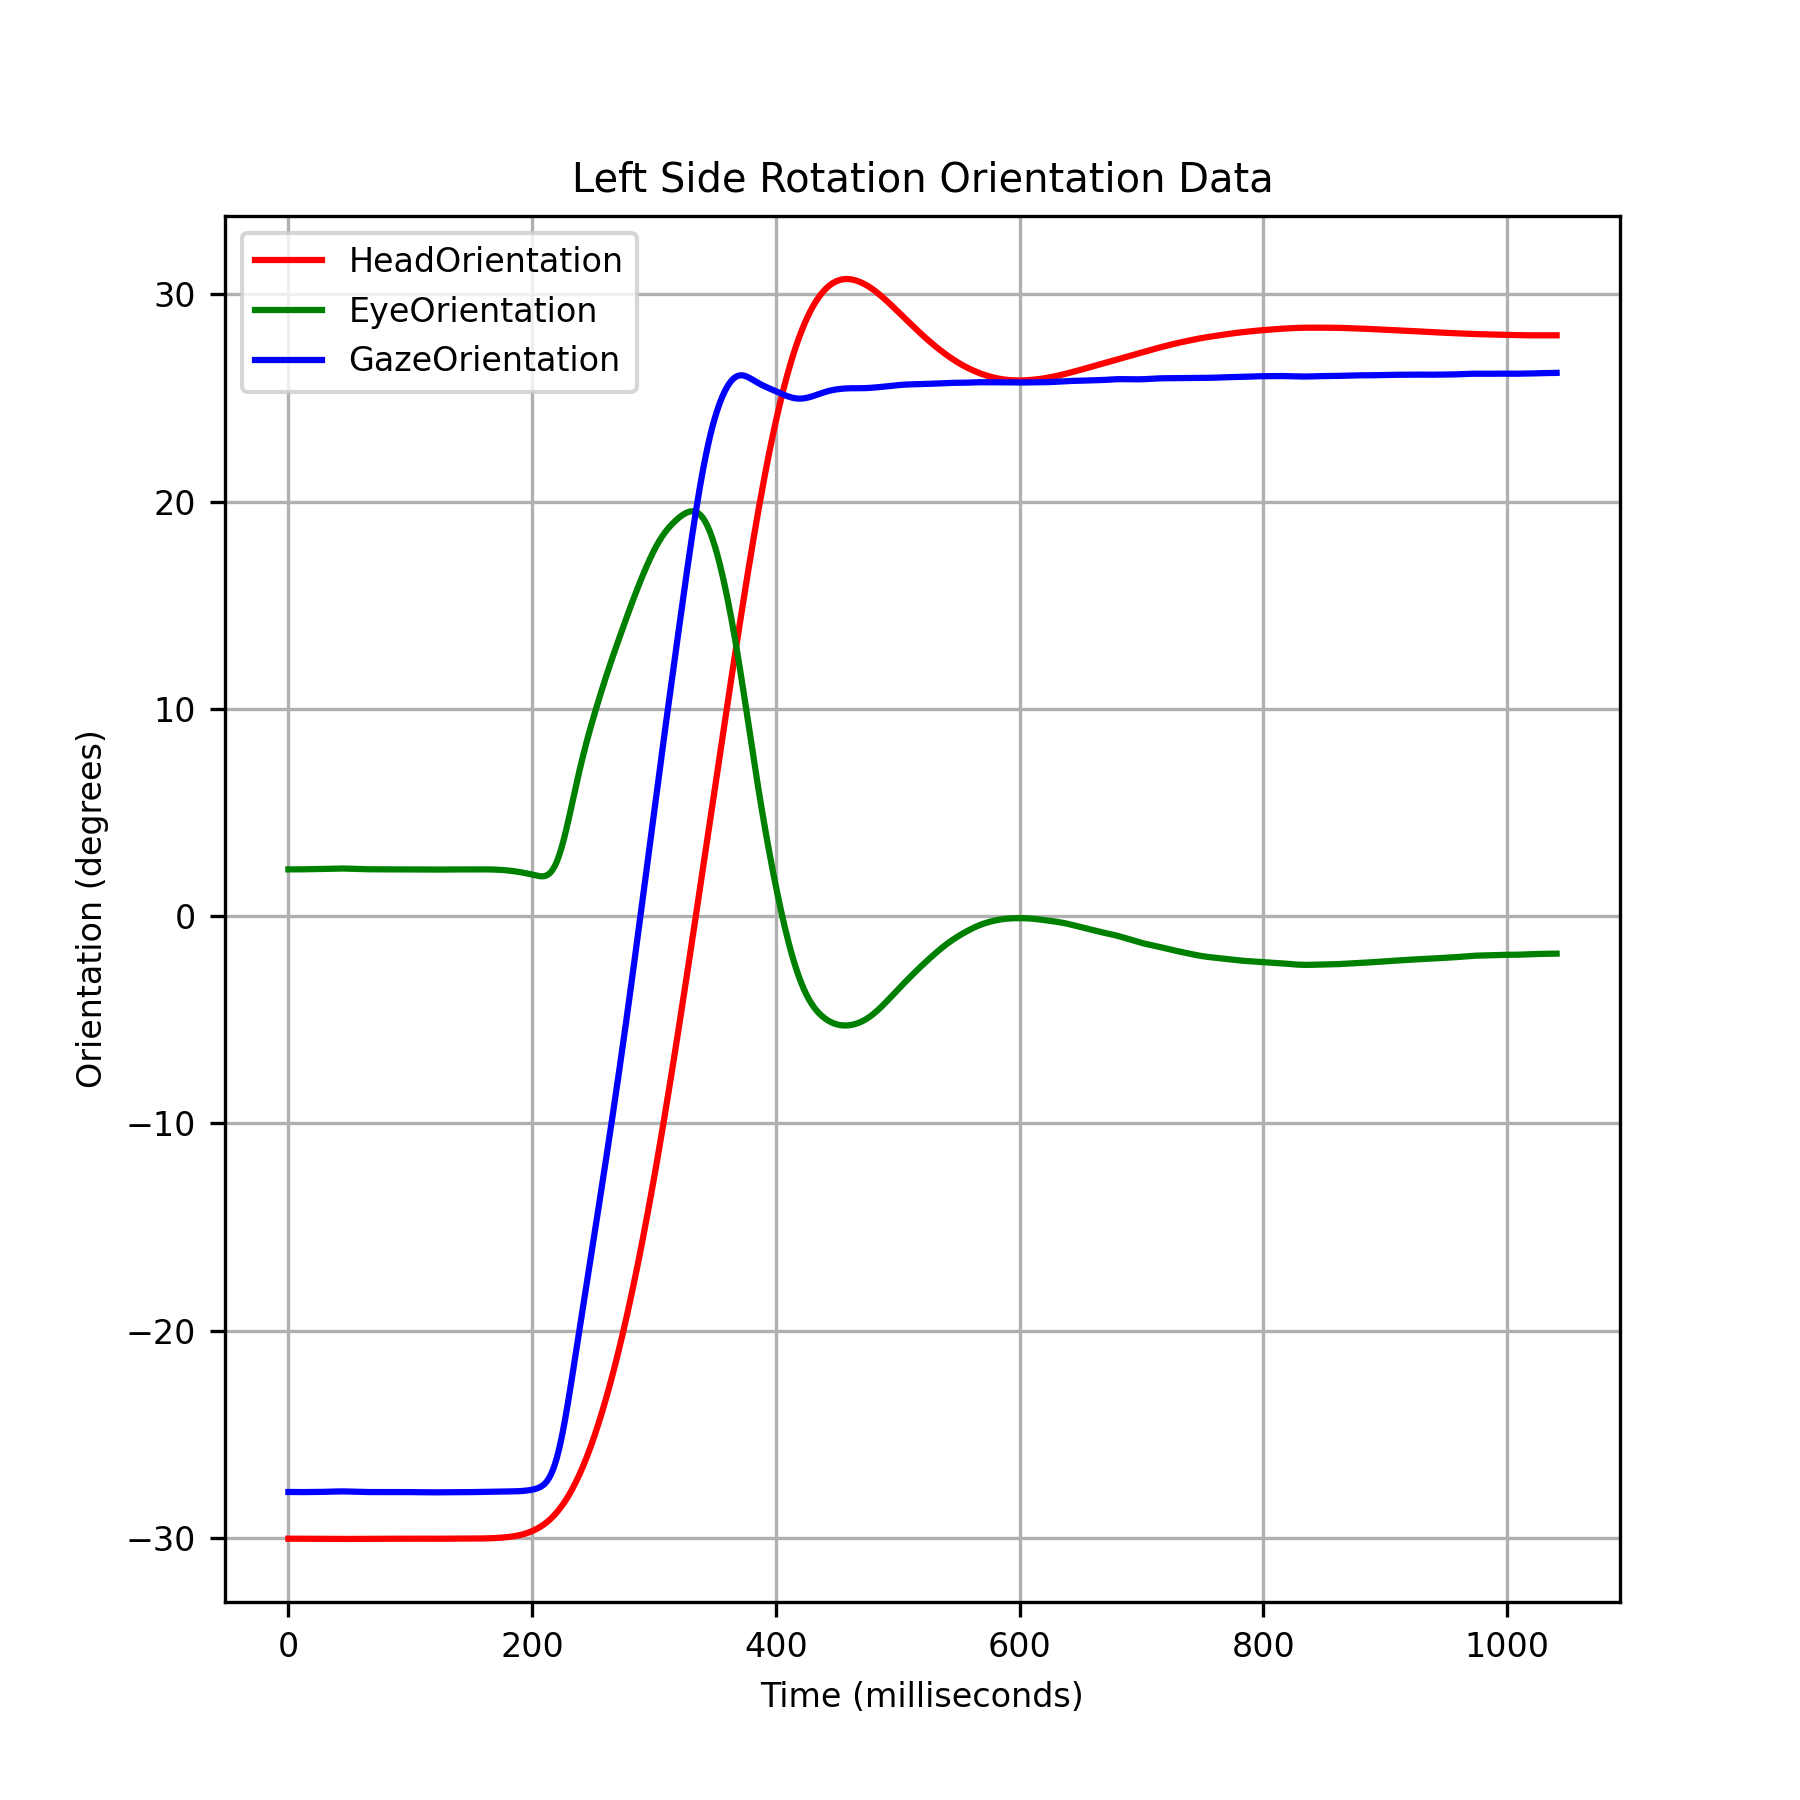 Left Side Rotation Orientation Data
HeadOrientation
EyeOrientation
GazeOrientation
30
20
10
0
−10
−20
−30
Orientation (degrees)
0 200 400 600 800 1000
Time (milliseconds)